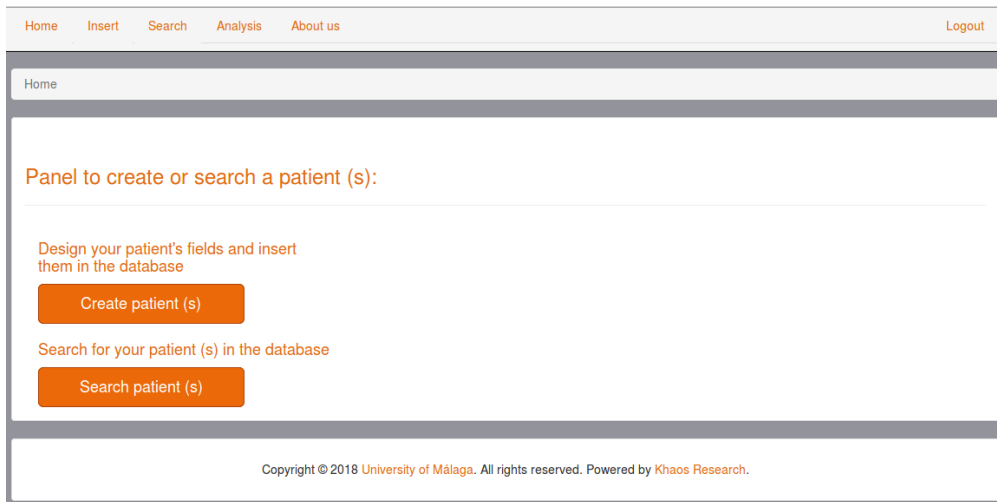 Home Insert Search Analysis About us Logout
Home
Panel to create or search a patient (s):
Design your patient's fields and insert
them in the database
Create patient (s)
Search for your patient (s) in the database
Search patient (s)
Copyright © 2018 University of Málaga. All rights reserved. Powered by Khaos Research.